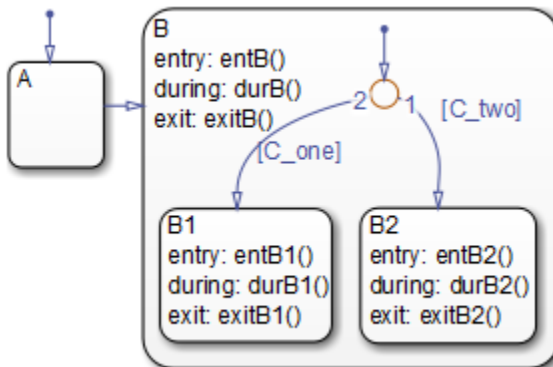 A
B
entry: entB()
during: durB()
exit: exitB()
2
1
[C_two]
[C_one]
B1
entry: entB1()
during: durB1()
exit: exitB1()
B2
entry: entB2()
during: durB2()
exit: exitB2()